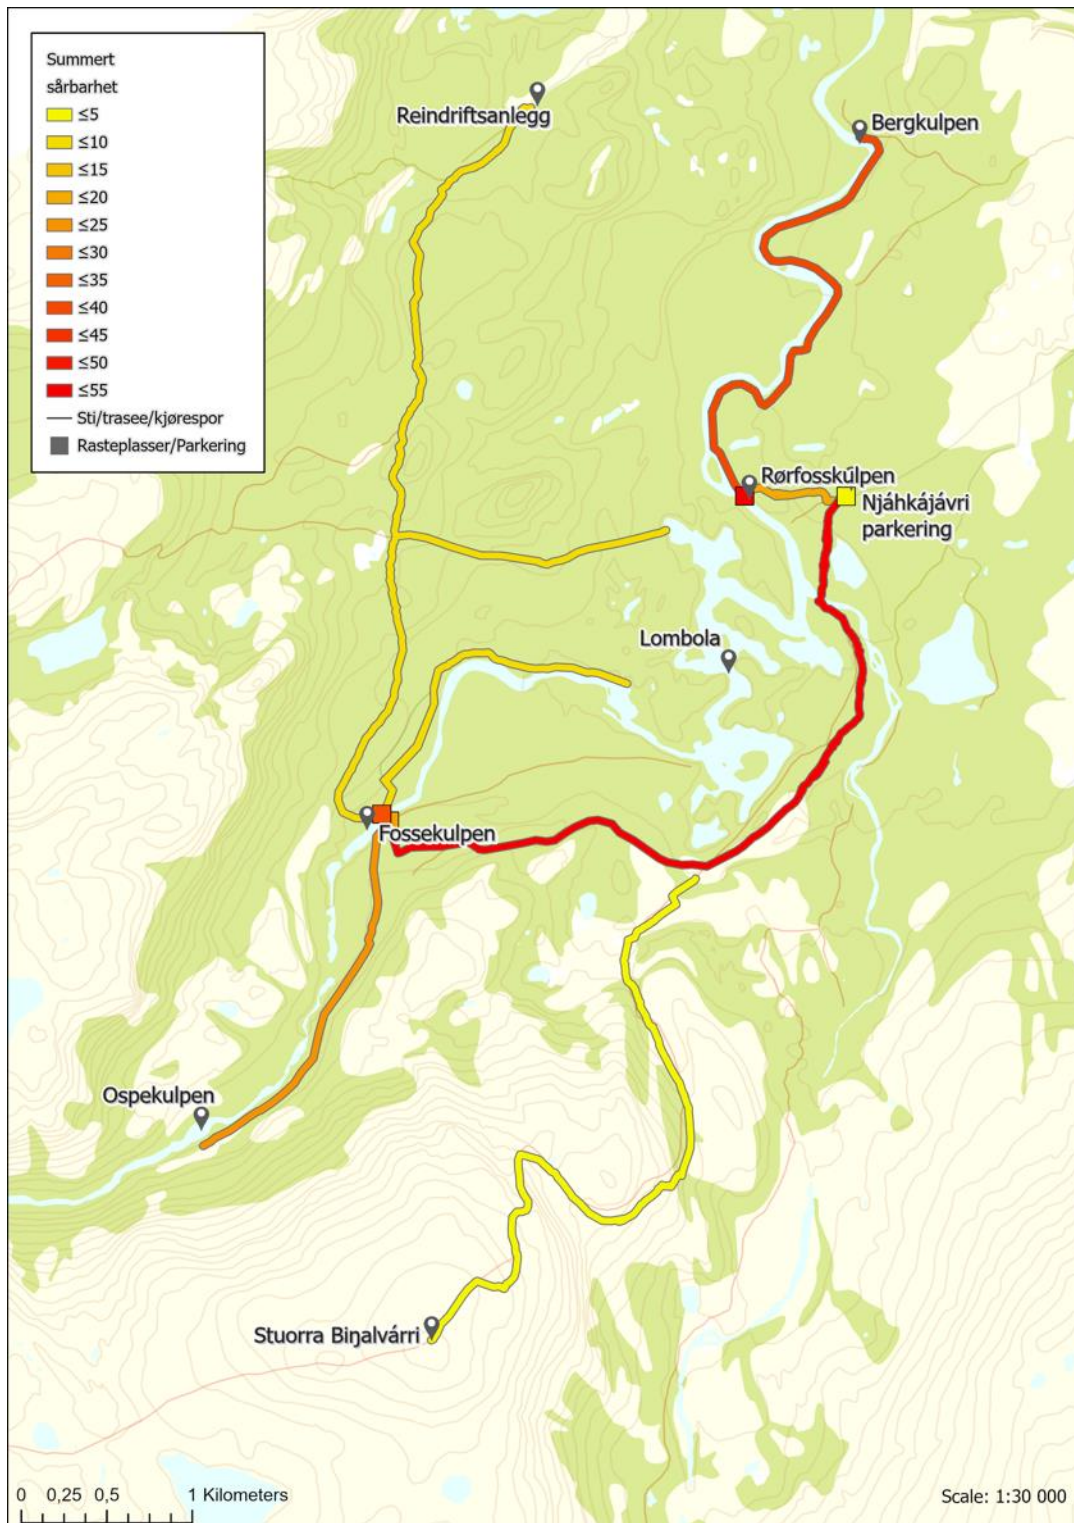 Summert
sårbarhet
≤5
≤10
≤15
≤20
≤25
≤30
≤35
≤40
≤45
≤50
≤55
Sti/trasee/kjørespor
Rasteplasser/Parkering
Reindriftsanlegg
Bergkulpen
Rørfosskulpen
Njáhkájávri
parkering
Lombola
Fossekulpen
Ospekulpen
Stuorra Biŋalvárri
0 0,25 0,5 1 Kilometers
Scale: 1:30 000